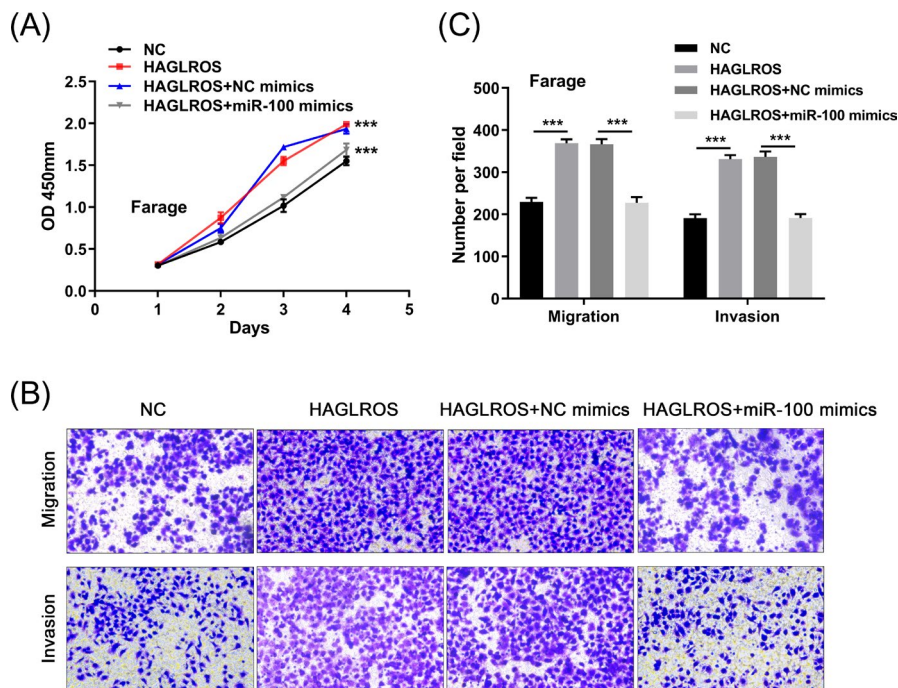 (A)
NC
HAGLROS
HAGLROS+NC mimics
HAGLROS+miR-100 mimics
2.5
2.0
1.5
1.0
0.5
0.0
OD 450mm
Farage
***
***
0 1 2 3 4 5
Days
(C)
NC
HAGLROS
HAGLROS+NC mimics
HAGLROS+miR-100 mimics
Farage
500
400
300
200
100
0
Number per field
*** ***
*** ***
Migration Invasion
(B)
NC HAGLROS HAGLROS+NC mimics HAGLROS+miR-100 mimics
Migration
Invasion